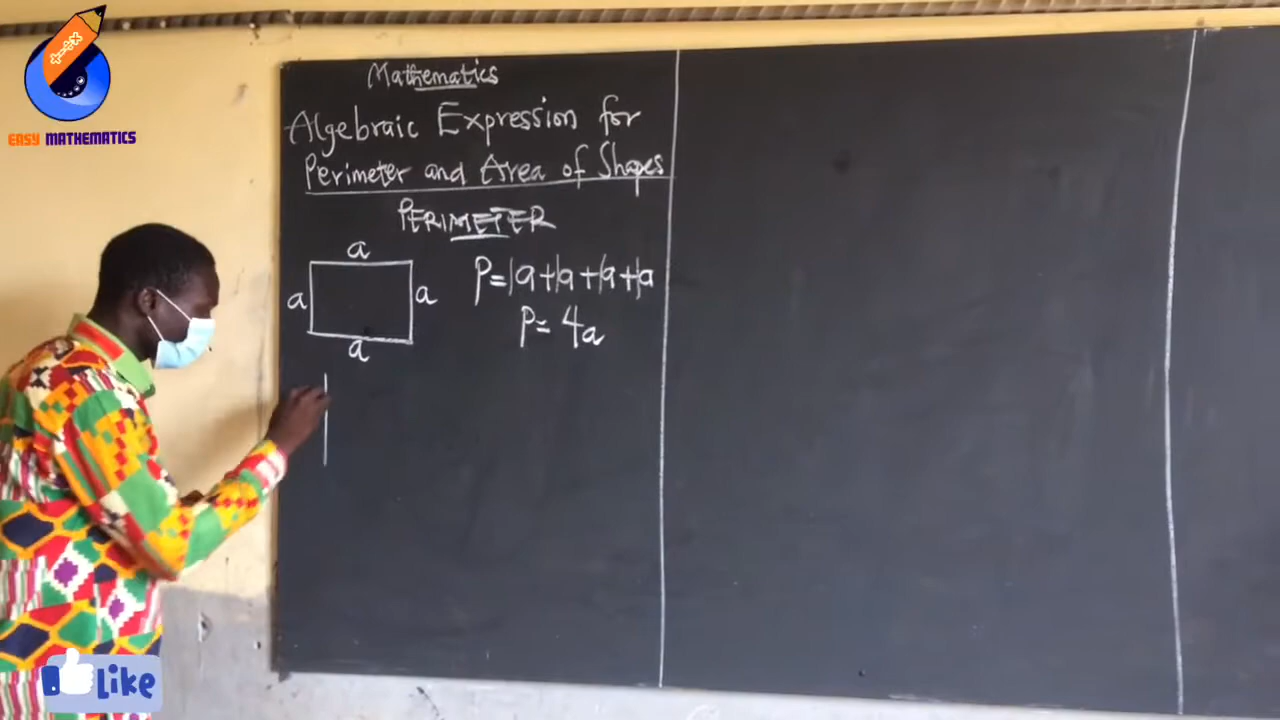 EASY MATHEMATICS
Mathematics
Algebraic Expression for
Perimeter and Area of Shapes
PERIMETER
a
a
a
a
P=1a+1a+1a+1a
P= 4a
Like